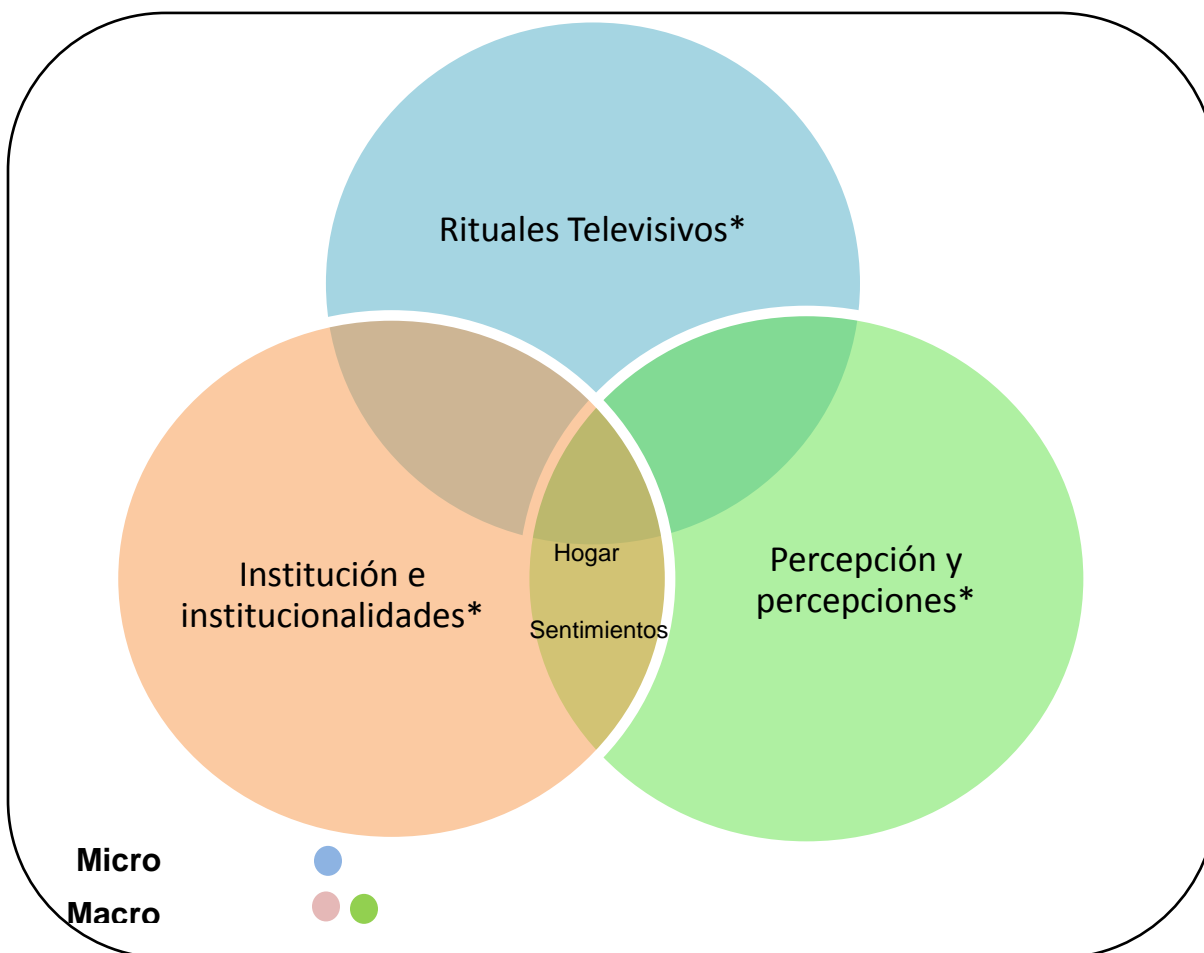 Rituales Televisivos*
Institución e
institucionalidades*
Hogar
Sentimientos
Percepción y
percepciones*
Micro
Macro